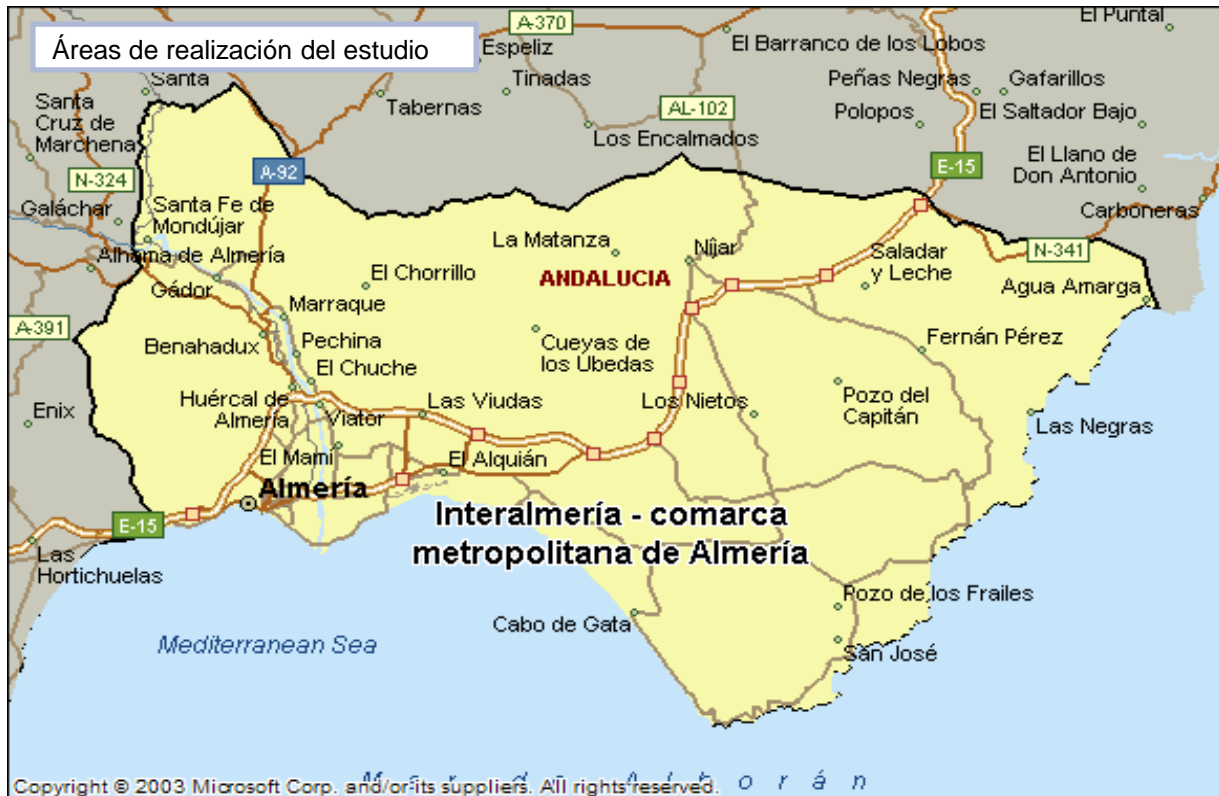 A-370
El Puntal
Áreas de realización del estudio
Espeliz
El Barranco de los Lobos
Santa
Tinadas
Peñas Negras
Gafarillos
Santa
Cruz de
Marchena
Tabernas
AL-102
Polopos
El Saltador Bajo
Los Encalmados
A-92
E-15
El Llano de
Don Antonio
N-324
Galáchar
Santa Fe de
Mondújar
Carboneras
La Matanza
Níjar
Saladar
y Leche
N-341
Alhama de Almería
El Chorrillo
ANDALUCIA
Gádor
Agua Amarga
Marraque
A-391
Benahadux
Pechina
Cueyas de
los Ubedas
Fernán Pérez
El Chuche
Huércal de
Almería
Viator
Las Viudas
Los Nietos
Pozo del
Capitán
Enix
Las Negras
El Mami
El Alquián
Almería
Interalmería - comarca
metropolitana de Almería
E-15
Las
Hortichuelas
Pozo de los Frailes
Cabo de Gata
Mediterranean Sea
San José
Copyright © 2003 Microsoft Corp. and/or its suppliers. All rights reserved.